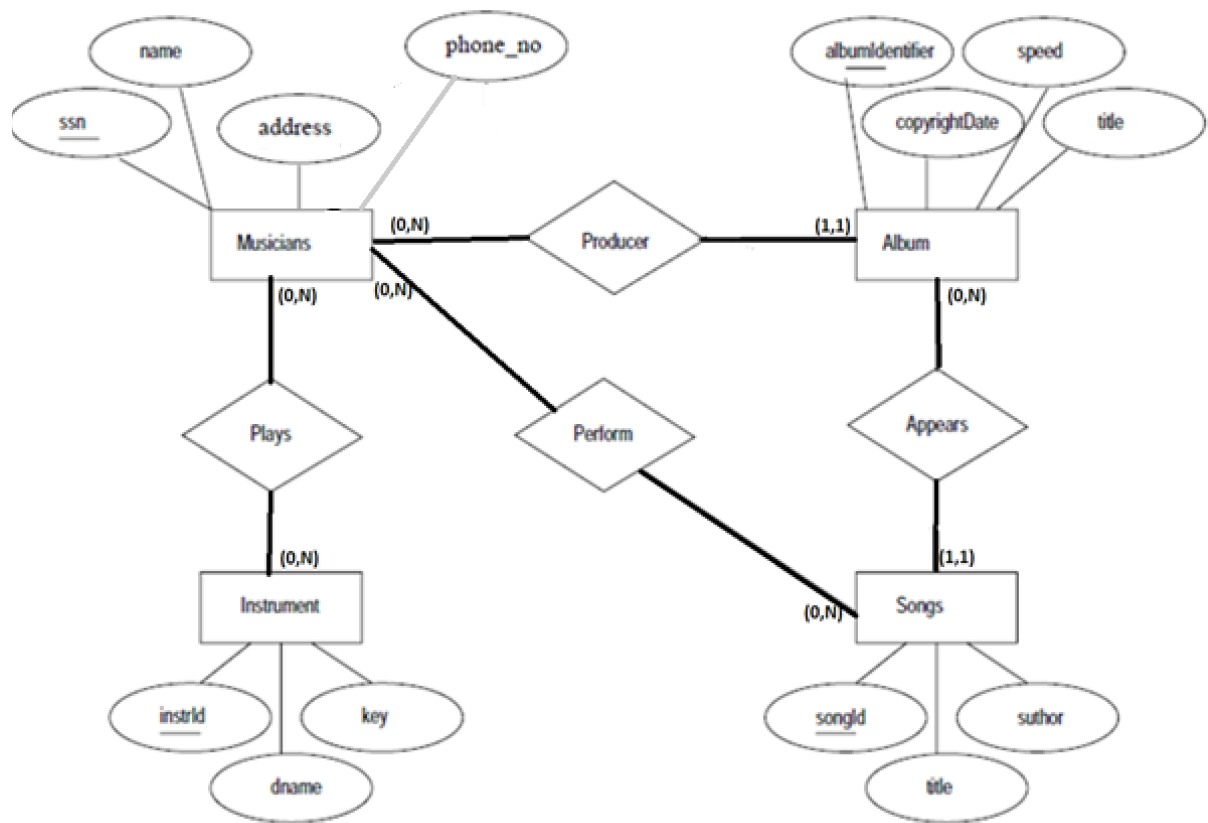 name
phone_no
albumIdentifier
speed
ssn
address
copyrightDate
title
(0,N)
(1,1)
Musicians
Producer
Album
(0,N)
(0,N)
(0,N)
Plays
Perform
Appears
(0,N)
(1,1)
Instrument
(0,N)
Songs
instrId
key
songId
suthor
dname
title